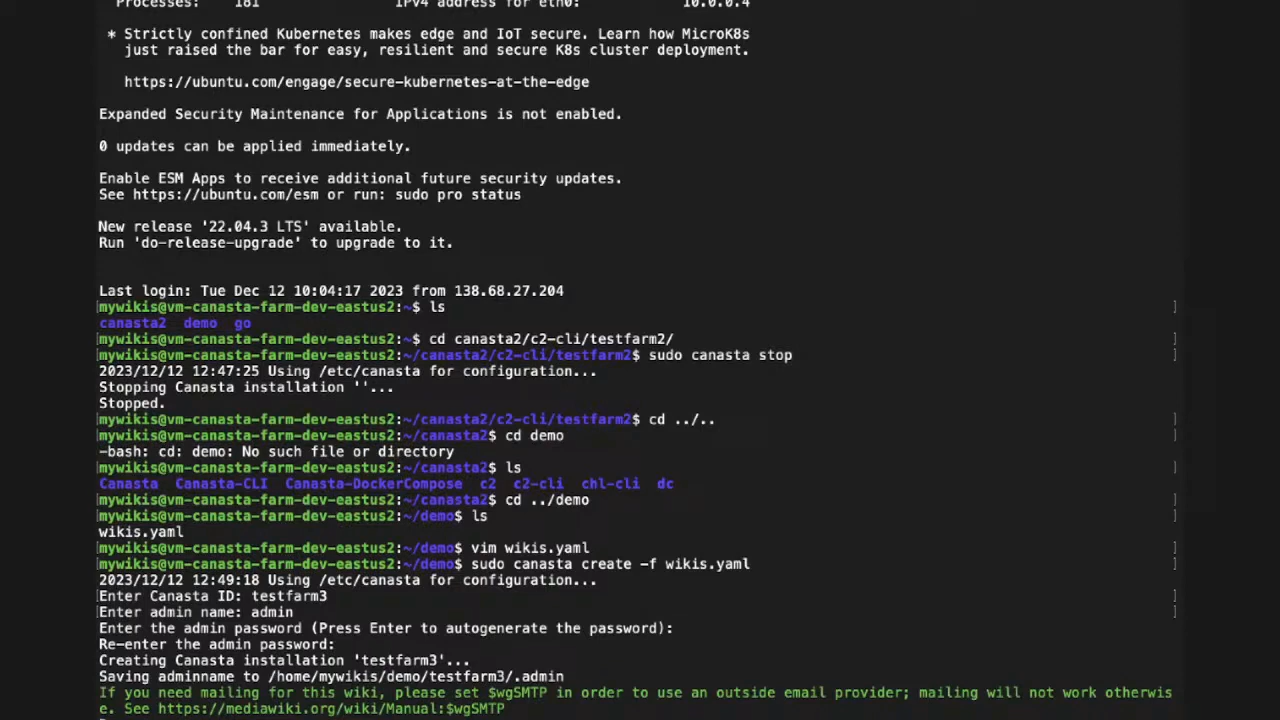 Processes: 181 IPv4 address for eth0: 10.0.0.4
* Strictly confined Kubernetes makes edge and IoT secure. Learn how MicroK8s
just raised the bar for easy, resilient and secure K8s cluster deployment.
https://ubuntu.com/engage/secure-kubernetes-at-the-edge
Expanded Security Maintenance for Applications is not enabled.
0 updates can be applied immediately.
Enable ESM Apps to receive additional future security updates.
See https://ubuntu.com/esm or run: sudo pro status
New release '22.04.3 LTS' available.
Run 'do-release-upgrade' to upgrade to it.
Last login: Tue Dec 12 10:04:17 2023 from 138.68.27.204
[mywikis@vm-canasta-farm-dev-eastus2:~$ ls ]
canasta2 demo go
[mywikis@vm-canasta-farm-dev-eastus2:~$ cd canasta2/c2-cli/testfarm2/ ]
[mywikis@vm-canasta-farm-dev-eastus2:~/canasta2/c2-cli/testfarm2$ sudo canasta stop ]
2023/12/12 12:47:25 Using /etc/canasta for configuration...
Stopping Canasta installation ''...
Stopped.
[mywikis@vm-canasta-farm-dev-eastus2:~/canasta2/c2-cli/testfarm2$ cd ../.. ]
[mywikis@vm-canasta-farm-dev-eastus2:~/canasta2$ cd demo ]
-bash: cd: demo: No such file or directory
[mywikis@vm-canasta-farm-dev-eastus2:~/canasta2$ ls ]
Canasta Canasta-CLI Canasta-DockerCompose c2 c2-cli chl-cli dc
[mywikis@vm-canasta-farm-dev-eastus2:~/canasta2$ cd ../demo ]
[mywikis@vm-canasta-farm-dev-eastus2:~/demo$ ls ]
wikis.yaml
[mywikis@vm-canasta-farm-dev-eastus2:~/demo$ vim wikis.yaml ]
[mywikis@vm-canasta-farm-dev-eastus2:~/demo$ sudo canasta create -f wikis.yaml ]
2023/12/12 12:49:18 Using /etc/canasta for configuration...
[Enter Canasta ID: testfarm3 ]
[Enter admin name: admin ]
Enter the admin password (Press Enter to autogenerate the password):
Re-enter the admin password:
Creating Canasta installation 'testfarm3'...
Saving adminname to /home/mywikis/demo/testfarm3/.admin
If you need mailing for this wiki, please set $wgSMTP in order to use an outside email provider; mailing will not work otherwis
e. See https://mediawiki.org/wiki/Manual:$wgSMTP